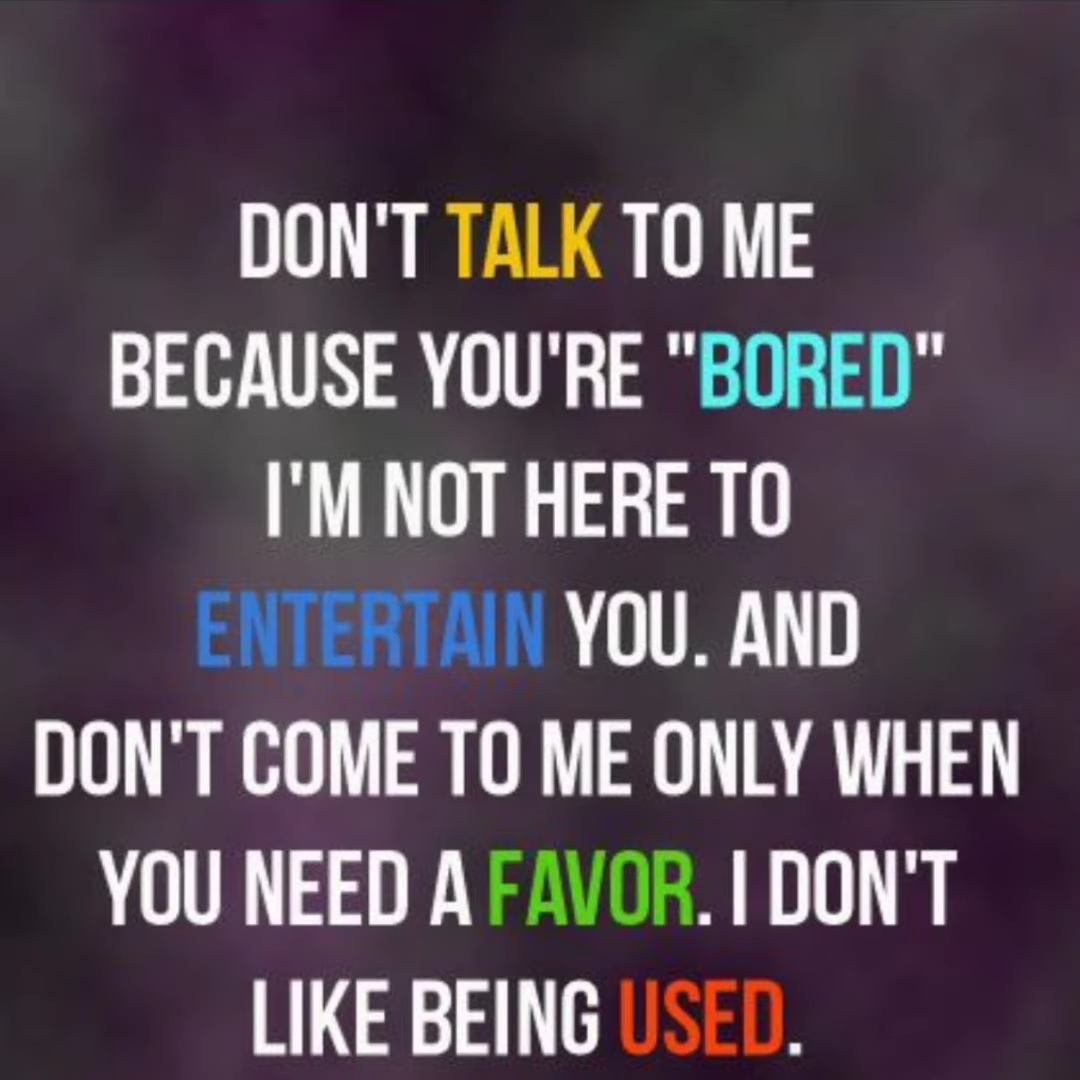 DON'T TALK TO ME
BECAUSE YOU'RE "BORED"
I'M NOT HERE TO
ENTERTAIN YOU. AND
DON'T COME TO ME ONLY WHEN
YOU NEED A FAVOR. I DON'T
LIKE BEING USED.